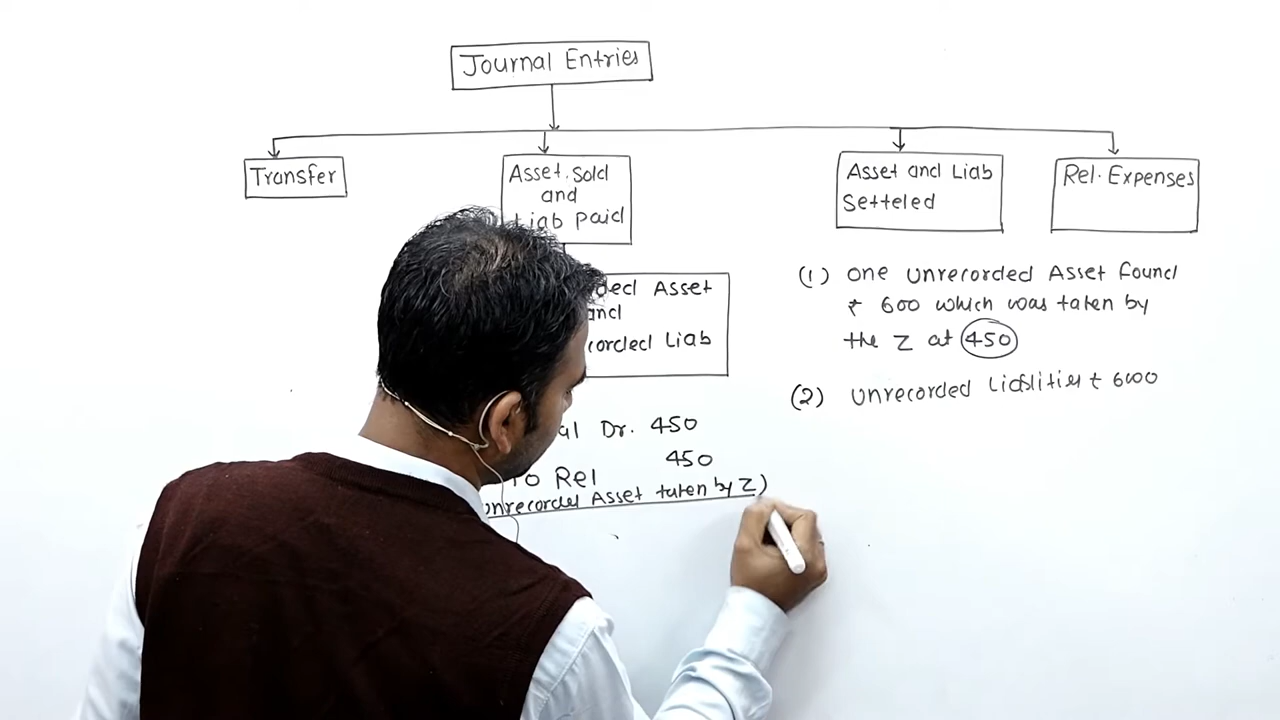 Journal Entries
Transfer
Asset. Sold
and
Liab Paid
Asset and Liab
Setteled
Rel. Expenses
Asset
Liab
(1) One Unrecorded Asset found
₹ 600 which was taken by
the Z at 450
(2) Unrecorded Liabilities ₹ 6000
Dr. 450
To Rel 450
Unrecorded Asset taken by Z)